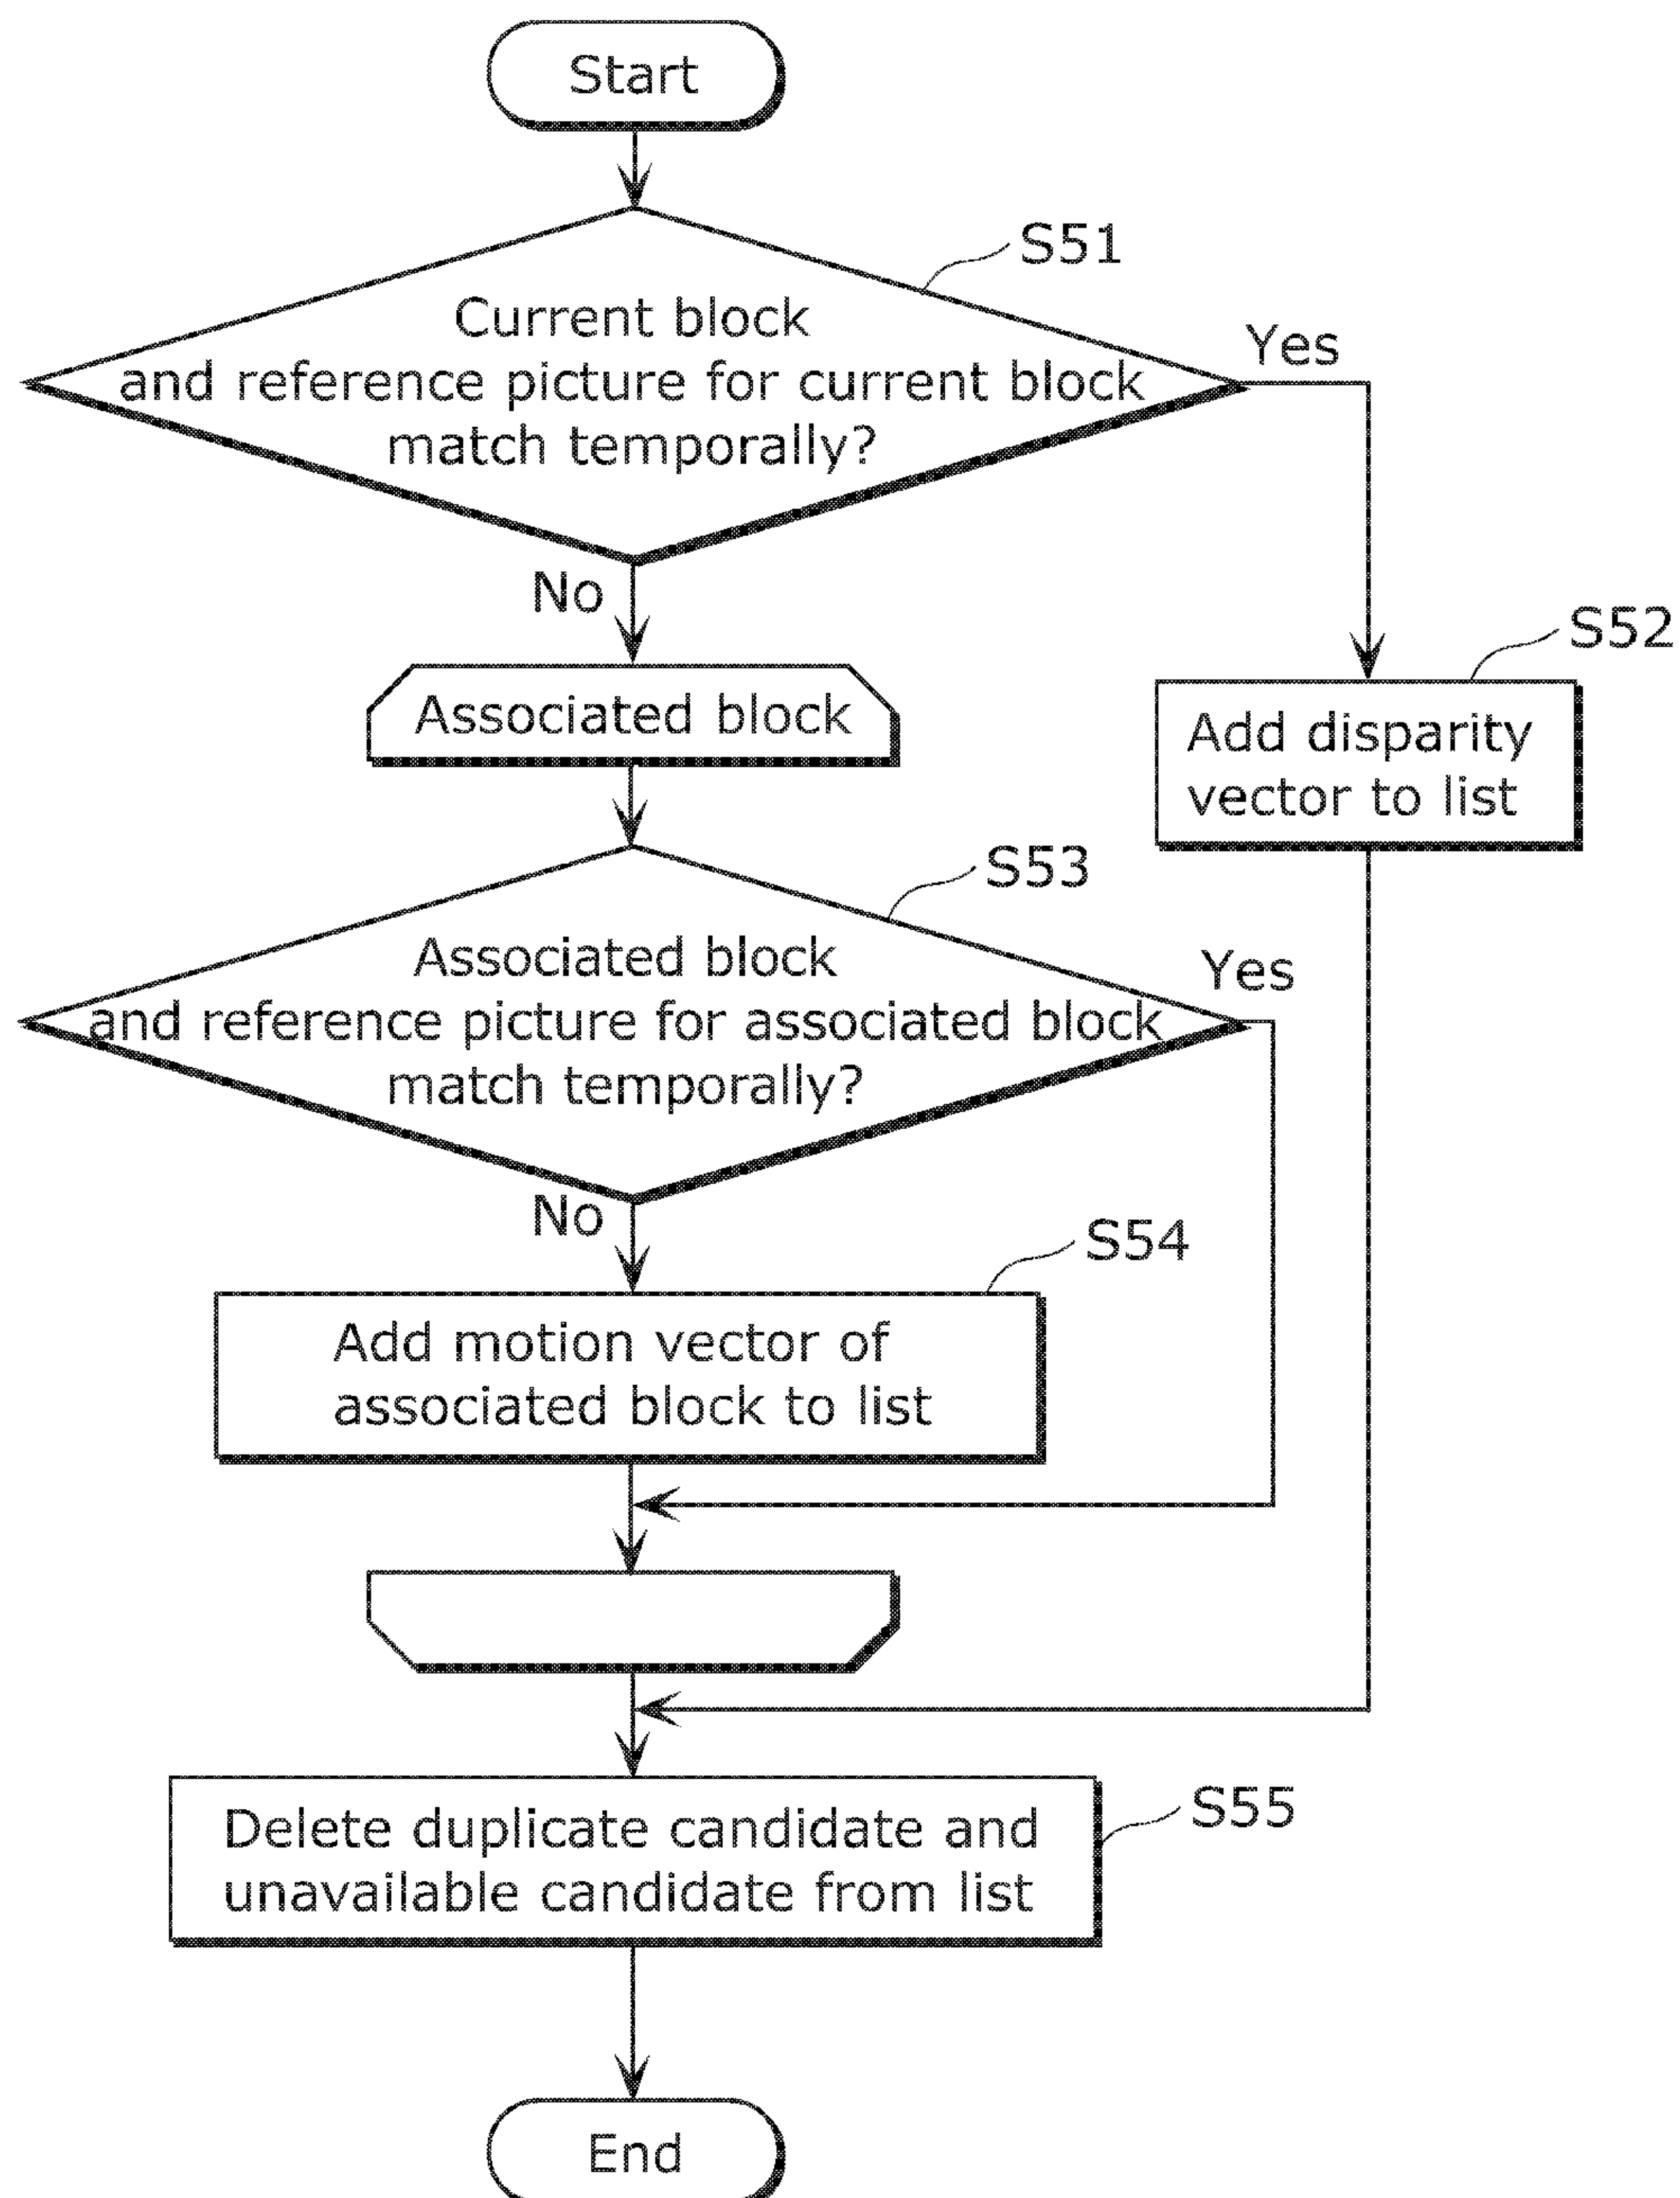 Start
S51
Current block
and reference picture for current block
match temporally?
Yes
No
S52
Associated block
Add disparity
vector to list
S53
Associated block
and reference picture for associated block
match temporally?
Yes
No
S54
Add motion vector of
associated block to list
S55
Delete duplicate candidate and
unavailable candidate from list
End